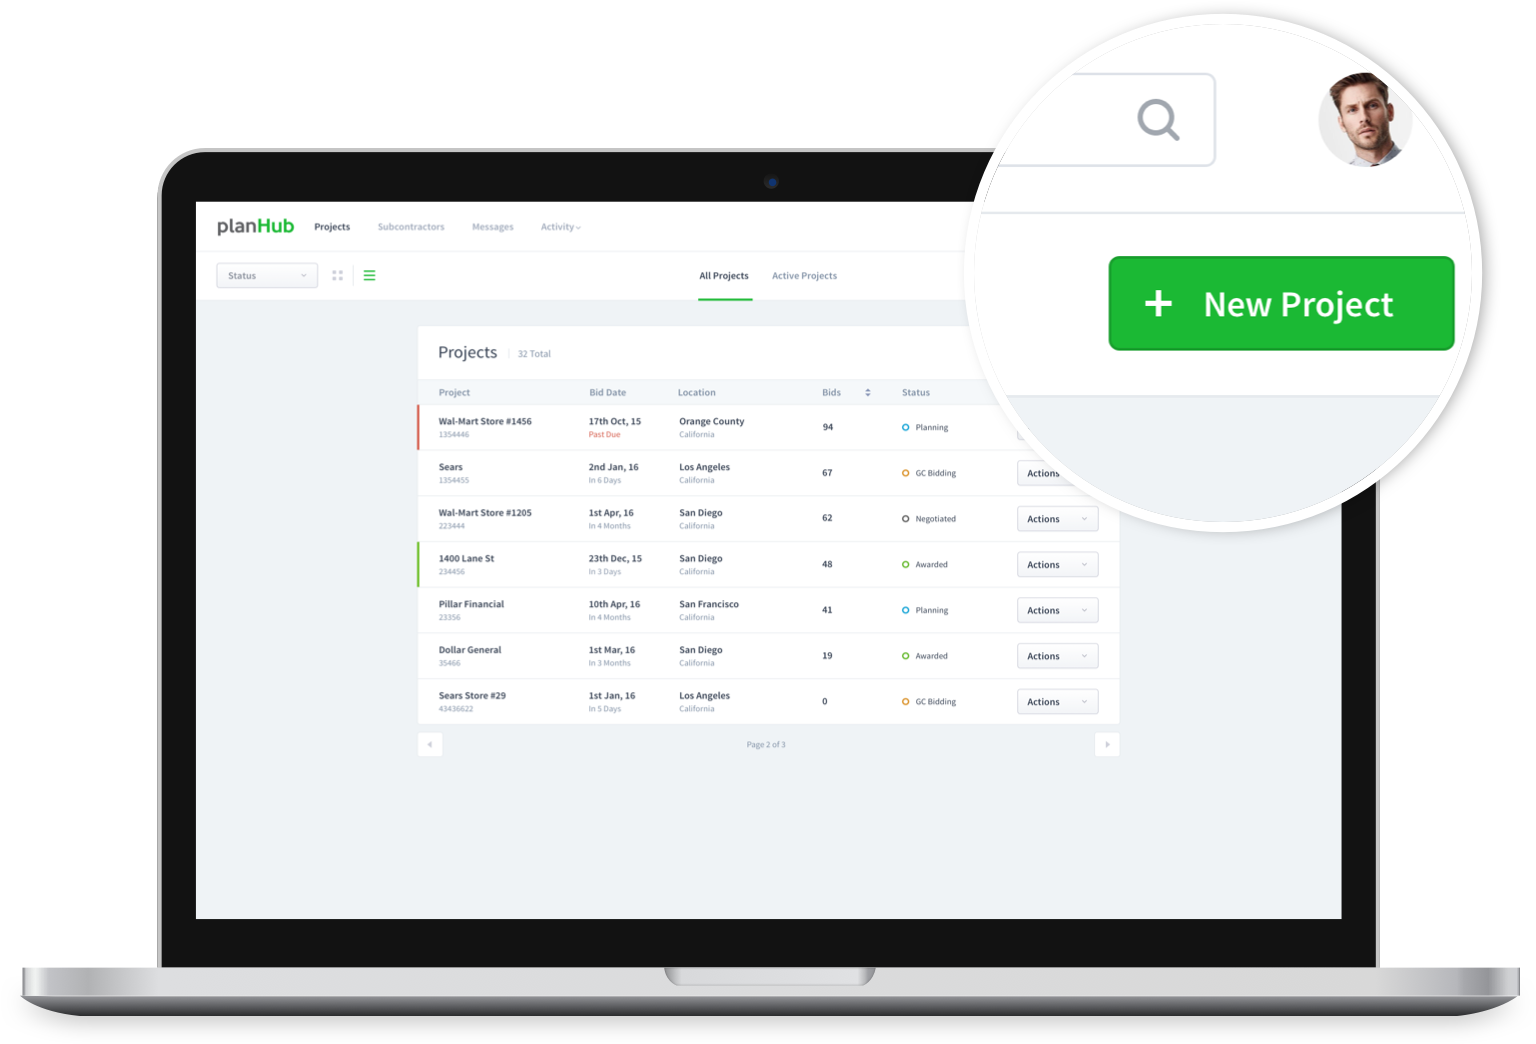 planHub Projects Subcontractors Messages Activity
Status All Projects Active Projects
+ New Project
Projects 32 Total
Project Bid Date Location Bids Status
Wal-Mart Store #1456 17th Oct, 15 Orange County 94 Planning
1354446 Past Due California
Sears 2nd Jan, 16 Los Angeles 67 GC Bidding Actions
1354455 In 6 Days California
Wal-Mart Store #1205 1st Apr, 16 San Diego 62 Negotiated Actions
223444 In 4 Months California
1400 Lane St 23th Dec, 15 San Diego 48 Awarded Actions
234456 In 3 Days California
Pillar Financial 10th Apr, 16 San Francisco 41 Planning Actions
23356 In 4 Months California
Dollar General 1st Mar, 16 San Diego 19 Awarded Actions
35466 In 3 Months California
Sears Store #29 1st Jan, 16 Los Angeles 0 GC Bidding Actions
43436622 In 5 Days California
Page 2 of 3